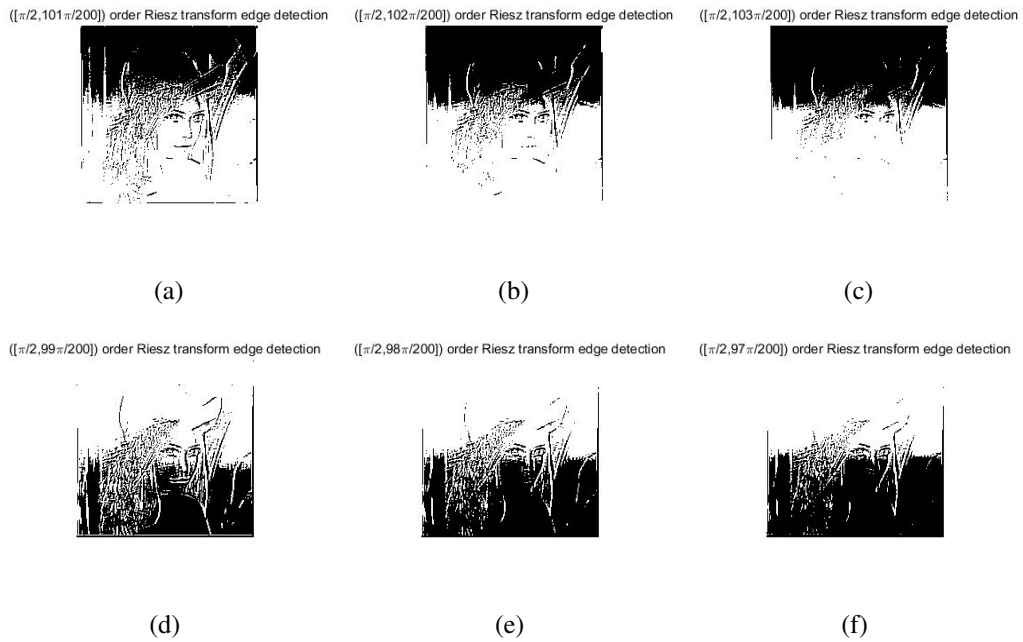 ([π/2,101π/200]) order Riesz transform edge detection
([π/2,102π/200]) order Riesz transform edge detection
([π/2,103π/200]) order Riesz transform edge detection
(a)
(b)
(c)
([π/2,99π/200]) order Riesz transform edge detection
([π/2,98π/200]) order Riesz transform edge detection
([π/2,97π/200]) order Riesz transform edge detection
(d)
(e)
(f)